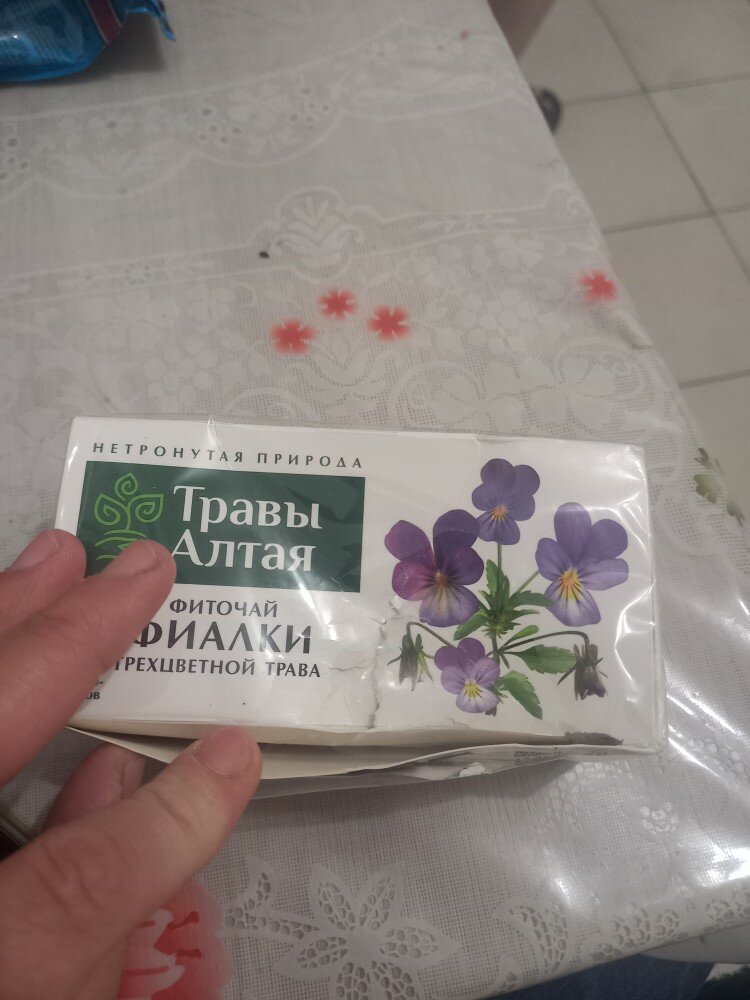 НЕТРОНУТАЯ ПРИРОДА
Травы
Алтая
ФИТОЧАЙ
ФИАЛКИ
ТРЕХЦВЕТНОЙ ТРАВА